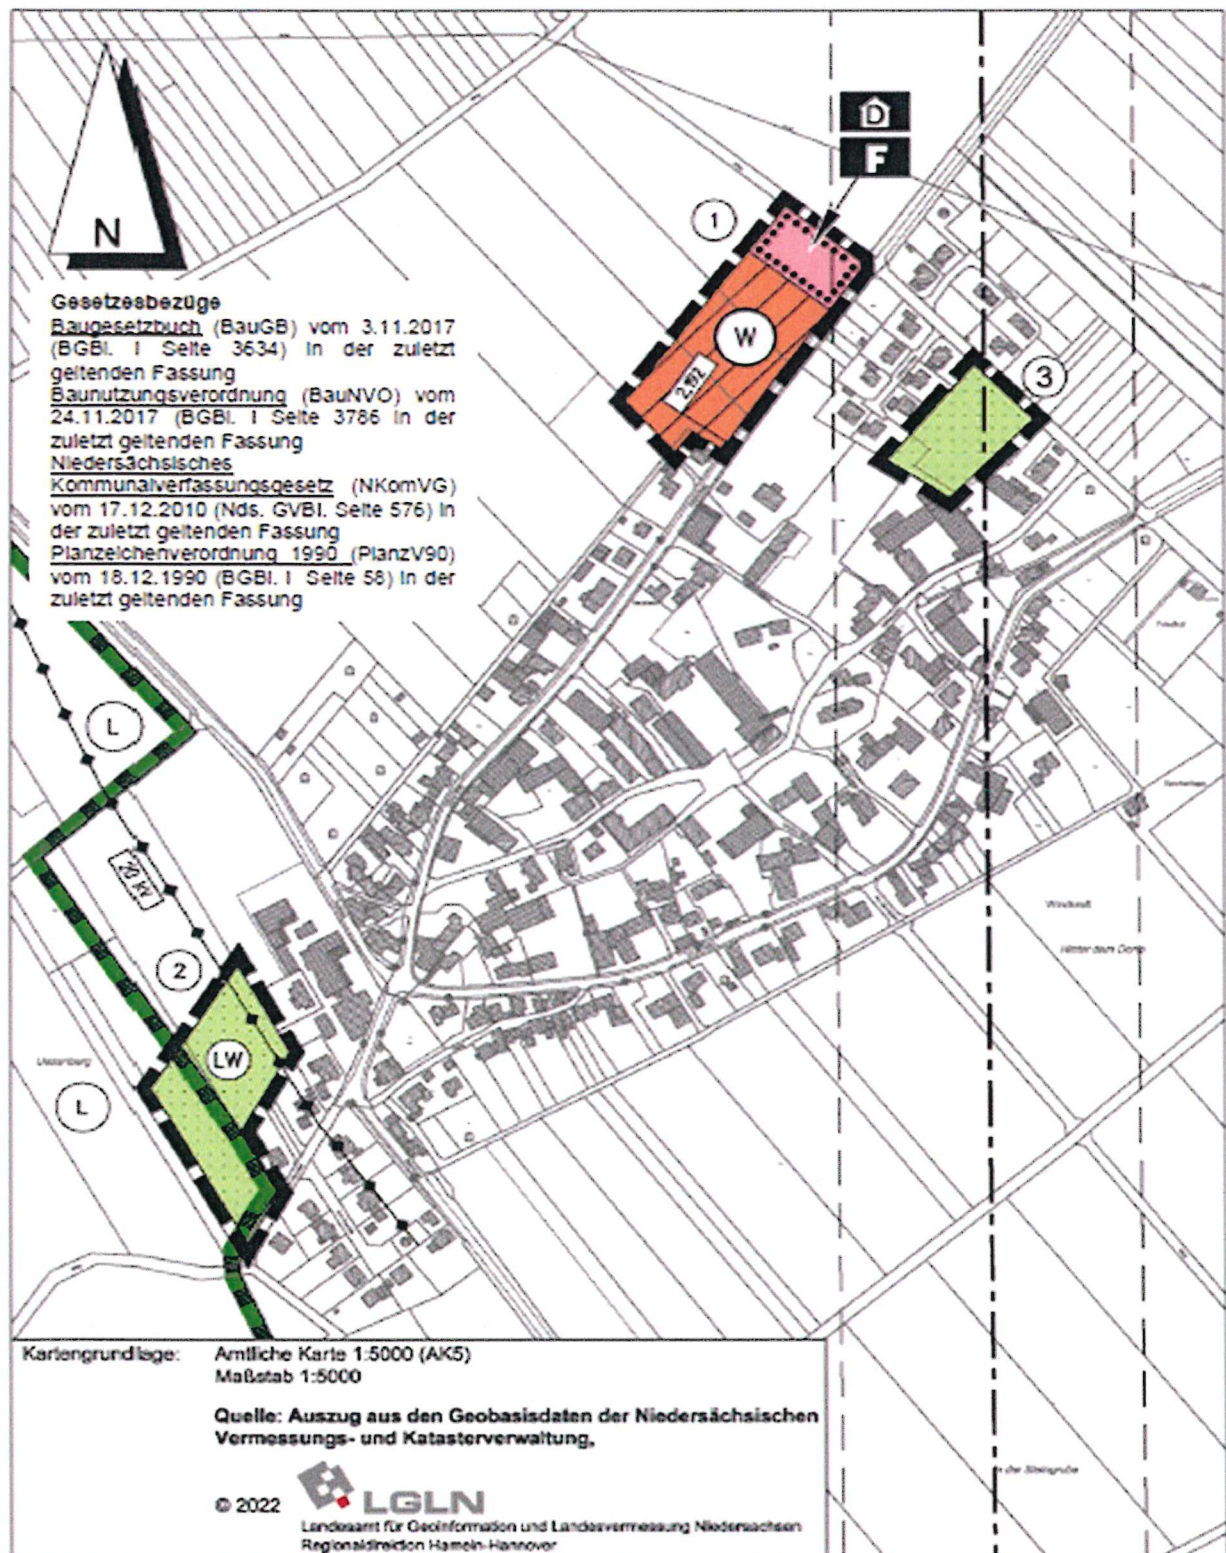 N
D
F
1
W
2,192
3
Gesetzesbezüge
Baugesetzbuch (BauGB) vom 3.11.2017
(BGBl. I Seite 3634) in der zuletzt
geltenden Fassung
Baunutzungsverordnung (BauNVO) vom
24.11.2017 (BGBl. I Seite 3786 in der
zuletzt geltenden Fassung
Niedersächsisches
Kommunalverfassungsgesetz (NKomVG)
vom 17.12.2010 (Nds. GVBl. Seite 576) in
der zuletzt geltenden Fassung
Planzeichenverordnung 1990 (PlanzV90)
vom 18.12.1990 (BGBl. I Seite 58) in der
zuletzt geltenden Fassung
Friedhof
L
20 kV
Hinter dem Dorfe
2
LW
L
In der Steingrube
Kartengrundlage: Amtliche Karte 1:5000 (AK5)
Maßstab 1:5000
Quelle: Auszug aus den Geobasisdaten der Niedersächsischen
Vermessungs- und Katasterverwaltung,
© 2022 LGLN
Landesamt für Geoinformation und Landesvermessung Niedersachsen
Regionaldirektion Hameln-Hannover